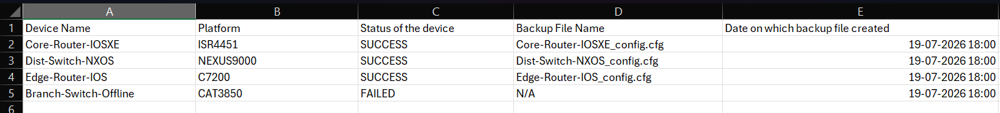 A B C D E
1 Device Name Platform Status of the device Backup File Name Date on which backup file created
2 Core-Router-IOSXE ISR4451 SUCCESS Core-Router-IOSXE_config.cfg 19-07-2026 18:00
3 Dist-Switch-NXOS NEXUS9000 SUCCESS Dist-Switch-NXOS_config.cfg 19-07-2026 18:00
4 Edge-Router-IOS C7200 SUCCESS Edge-Router-IOS_config.cfg 19-07-2026 18:00
5 Branch-Switch-Offline CAT3850 FAILED N/A 19-07-2026 18:00
6